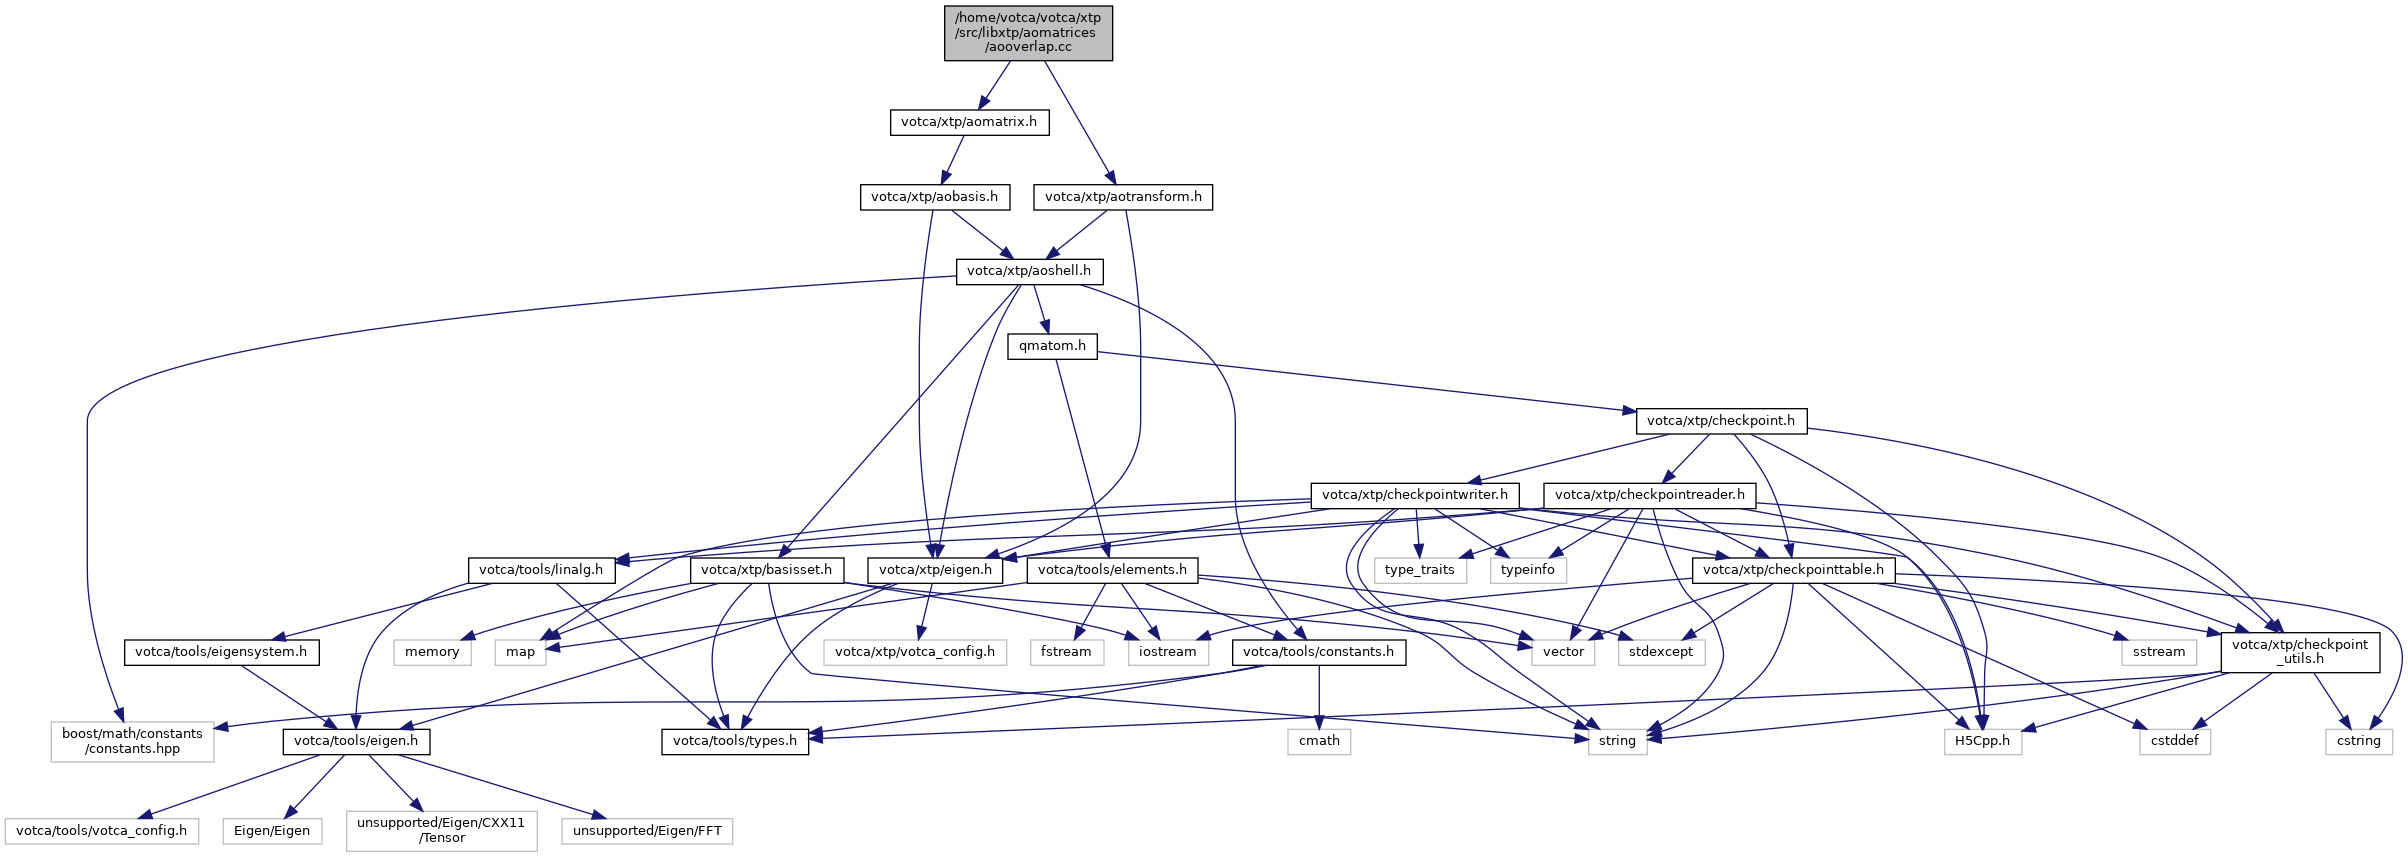 /home/votca/votca/xtp
/src/libxtp/aomatrices
/aooverlap.cc
votca/xtp/aomatrix.h
votca/xtp/aobasis.h
votca/xtp/aotransform.h
votca/xtp/aoshell.h
qmatom.h
votca/xtp/checkpoint.h
votca/xtp/checkpointwriter.h
votca/xtp/checkpointreader.h
votca/tools/linalg.h
votca/xtp/basisset.h
votca/xtp/eigen.h
votca/tools/elements.h
type_traits
typeinfo
votca/xtp/checkpointtable.h
votca/tools/eigensystem.h
memory
map
votca/xtp/votca_config.h
fstream
iostream
votca/tools/constants.h
vector
stdexcept
sstream
votca/xtp/checkpoint
_utils.h
boost/math/constants
/constants.hpp
votca/tools/eigen.h
votca/tools/types.h
cmath
string
H5Cpp.h
cstddef
cstring
votca/tools/votca_config.h
Eigen/Eigen
unsupported/Eigen/CXX11
/Tensor
unsupported/Eigen/FFT